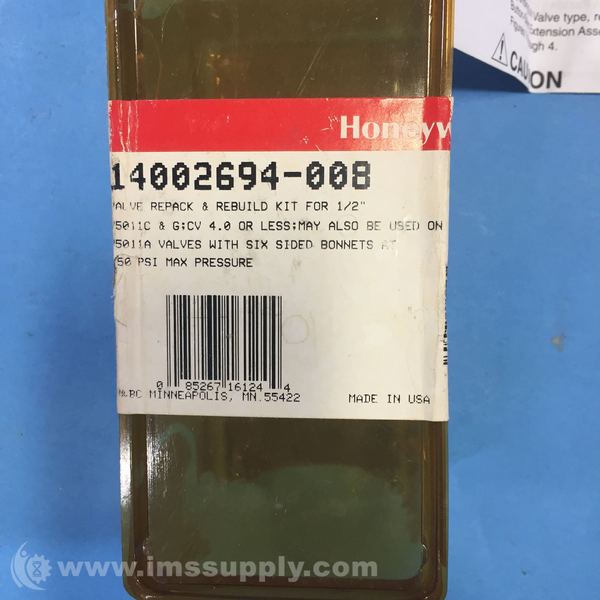 Valve type, re
Extension Asse
gh 4.
CAUTION
Honeyw
14002694-008
VALVE REPACK & REBUILD KIT FOR 1/2"
V5011C & G;CV 4.0 OR LESS;MAY ALSO BE USED ON
V5011A VALVES WITH SIX SIDED BONNETS AT
150 PSI MAX PRESSURE
0 85267 16124 4
MINNEAPOLIS, MN.55422 MADE IN USA
www.imssupply.com